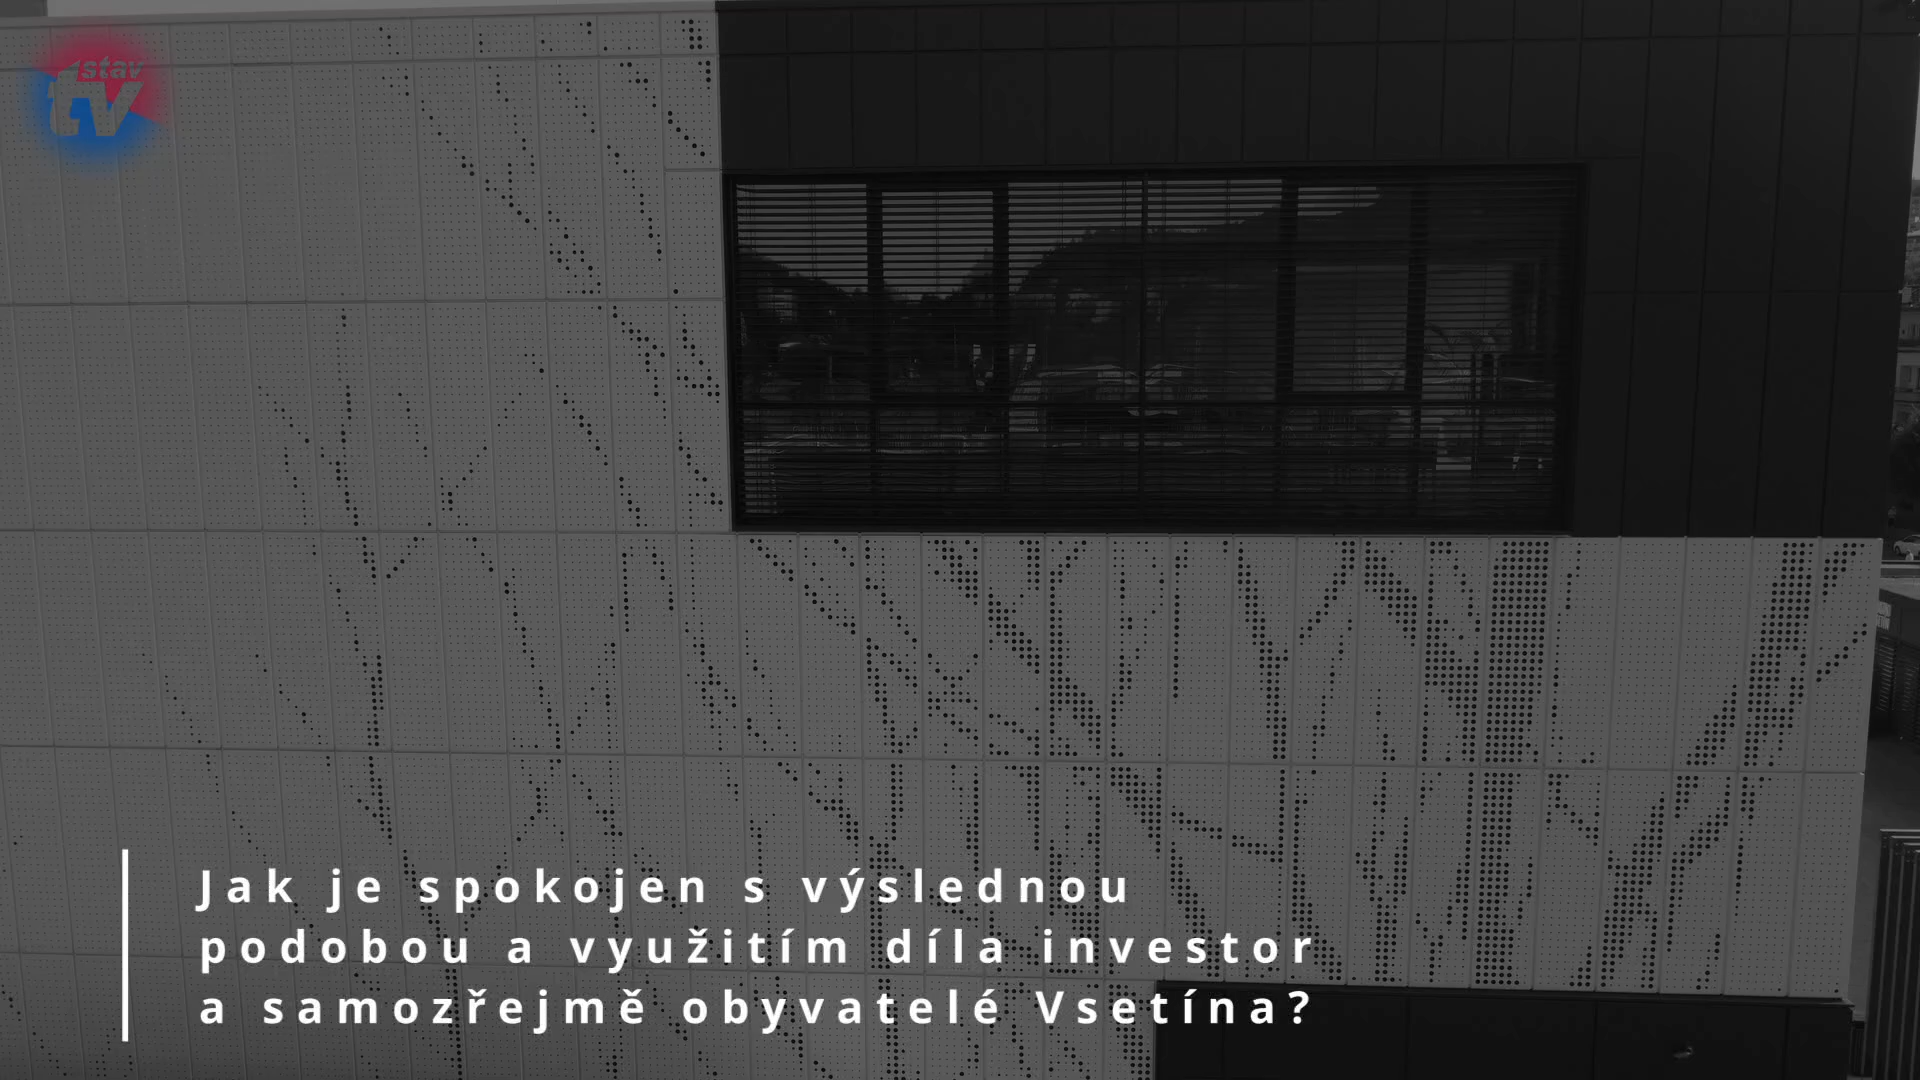 stav
tv
Jak je spokojen s výslednou
podobou a využitím díla investor
a samozřejmě obyvatelé Vsetína?